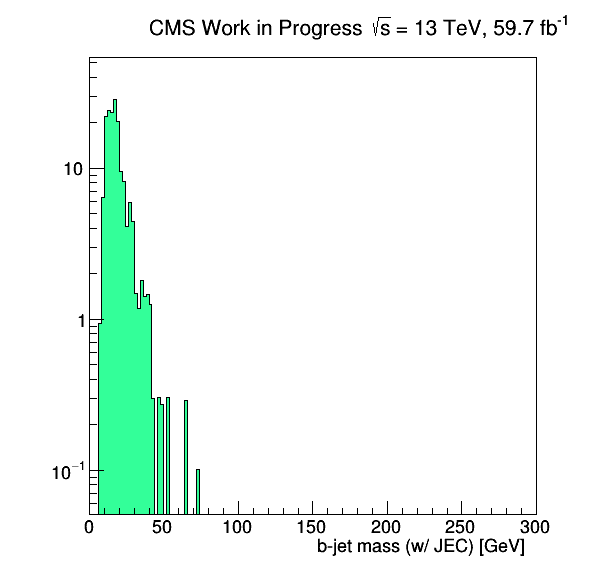 CMS Work in Progress √s = 13 TeV, 59.7 fb⁻¹
10
1
10⁻¹
0 50 100 150 200 250 300
b-jet mass (w/ JEC) [GeV]